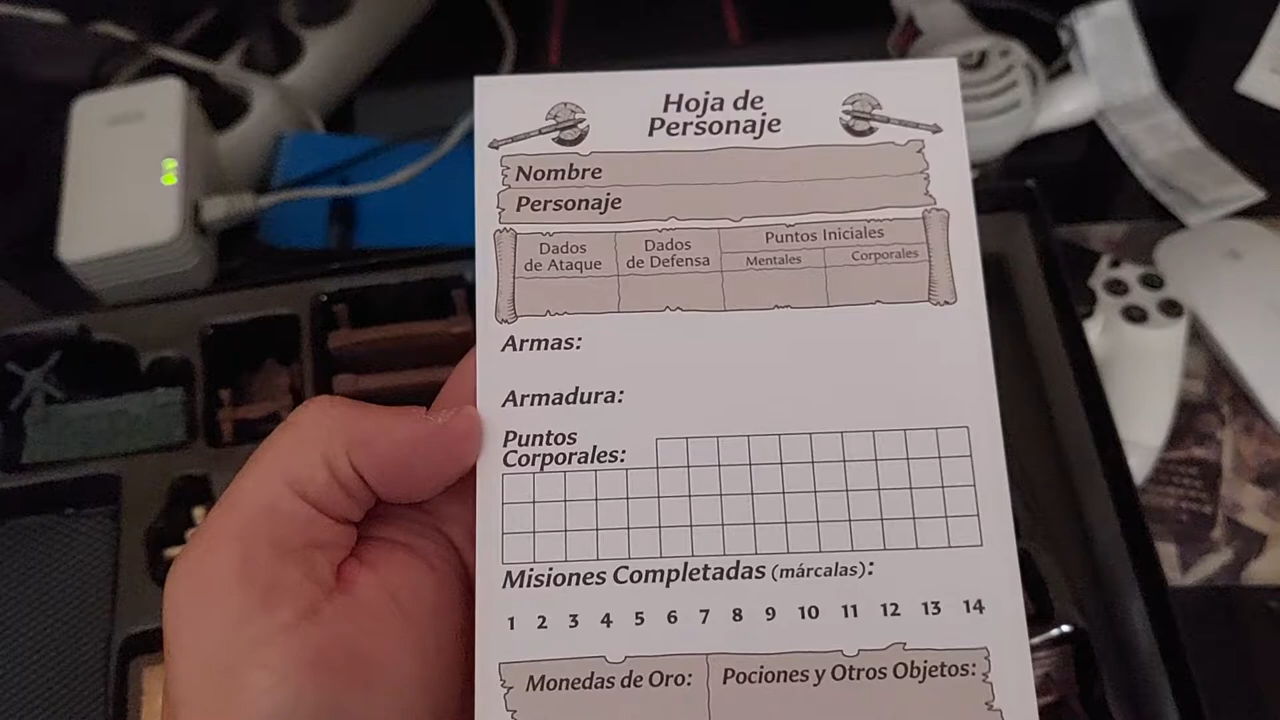 Hoja de
Personaje
Nombre
Personaje
Dados
de Ataque
Dados
de Defensa
Puntos Iniciales
Mentales
Corporales
Armas:
Armadura:
Puntos
Corporales:
Misiones Completadas (márcalas):
1 2 3 4 5 6 7 8 9 10 11 12 13 14
Monedas de Oro:
Pociones y Otros Objetos: